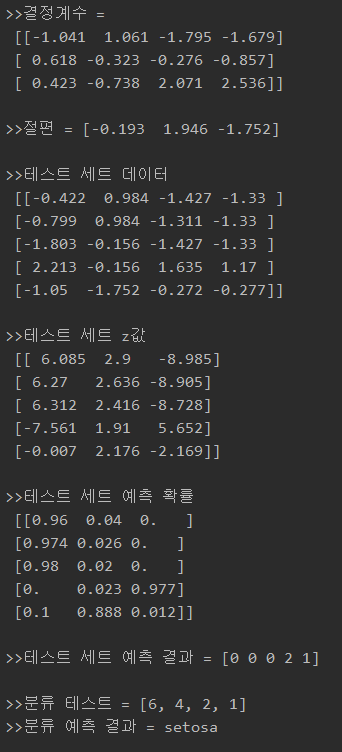 >>결정계수 =
[[-1.041  1.061 -1.795 -1.679]
[ 0.618 -0.323 -0.276 -0.857]
[ 0.423 -0.738  2.071  2.536]]
>>절편 = [-0.193  1.946 -1.752]
>>테스트 세트 데이터
[[-0.422  0.984 -1.427 -1.33 ]
[-0.799  0.984 -1.311 -1.33 ]
[-1.803 -0.156 -1.427 -1.33 ]
[ 2.213 -0.156  1.635  1.17 ]
[-1.05  -1.752 -0.272 -0.277]]
>>테스트 세트 z값
[[ 6.085  2.9   -8.985]
[ 6.27   2.636 -8.905]
[ 6.312  2.416 -8.728]
[-7.561  1.91   5.652]
[-0.007  2.176 -2.169]]
>>테스트 세트 예측 확률
[[0.96  0.04  0.   ]
[0.974 0.026 0.   ]
[0.98  0.02  0.   ]
[0.    0.023 0.977]
[0.1   0.888 0.012]]
>>테스트 세트 예측 결과 = [0 0 0 2 1]
>>분류 테스트 = [6, 4, 2, 1]
>>분류 예측 결과 = setosa